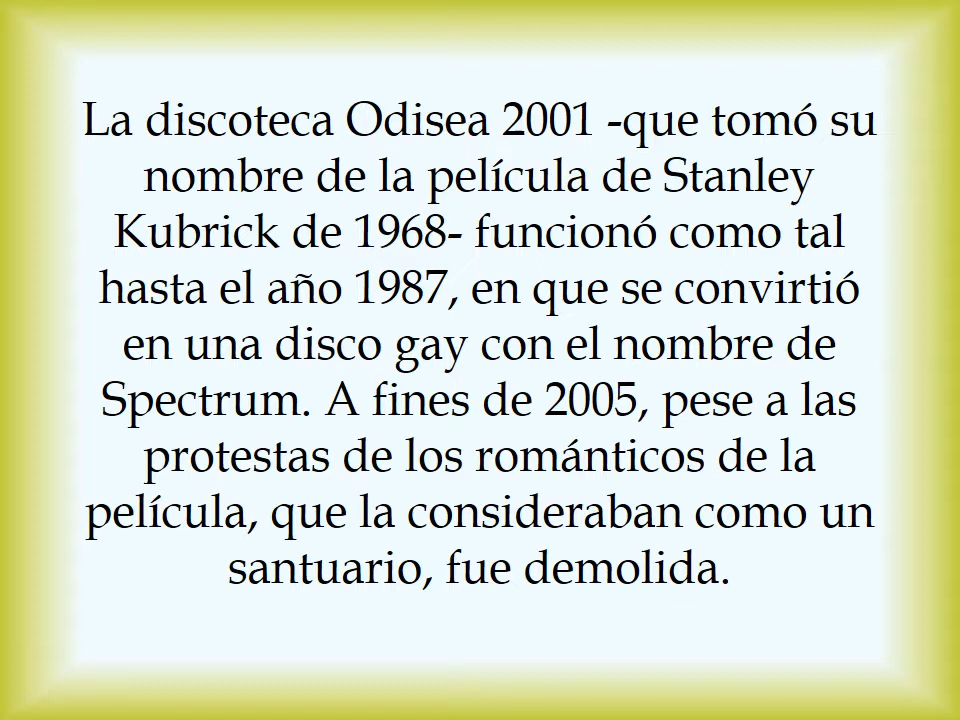 La discoteca Odisea 2001 -que tomó su
nombre de la película de Stanley
Kubrick de 1968- funcionó como tal
hasta el año 1987, en que se convirtió
en una disco gay con el nombre de
Spectrum. A fines de 2005, pese a las
protestas de los románticos de la
película, que la consideraban como un
santuario, fue demolida.